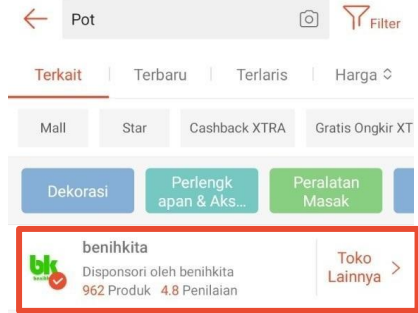 Pot
Filter
Terkait
Terbaru
Terlaris
Harga
Mall
Star
Cashback XTRA
Gratis Ongkir XT
Dekorasi
Perlengk
apan & Aks...
Peralatan
Masak
bk
benihkita
Disponsori oleh benihkita
962 Produk 4.8 Penilaian
Toko
Lainnya